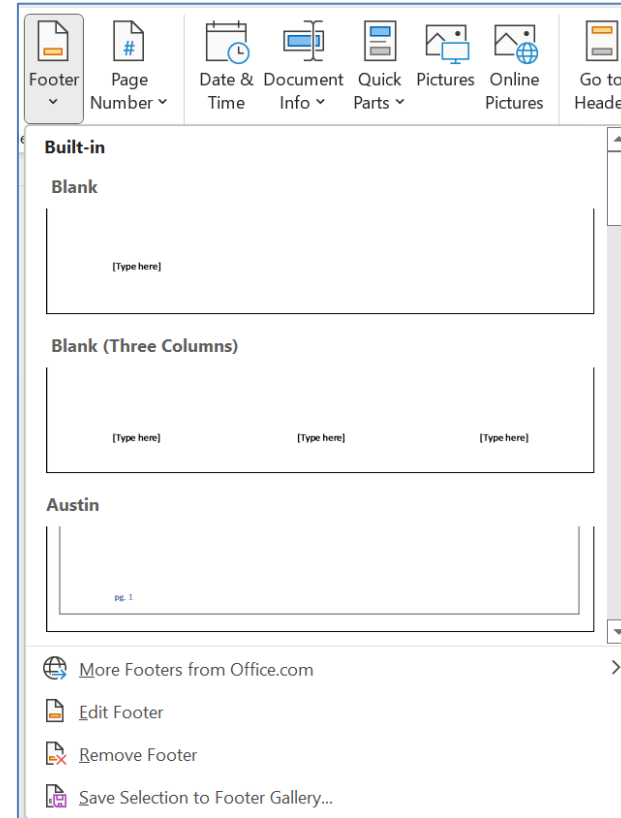 Footer Page Date & Document Quick Pictures Online Go to
Number Time Info Parts Pictures Heade
Built-in
Blank
[Type here]
Blank (Three Columns)
[Type here] [Type here] [Type here]
Austin
pg. 1
More Footers from Office.com
Edit Footer
Remove Footer
Save Selection to Footer Gallery...